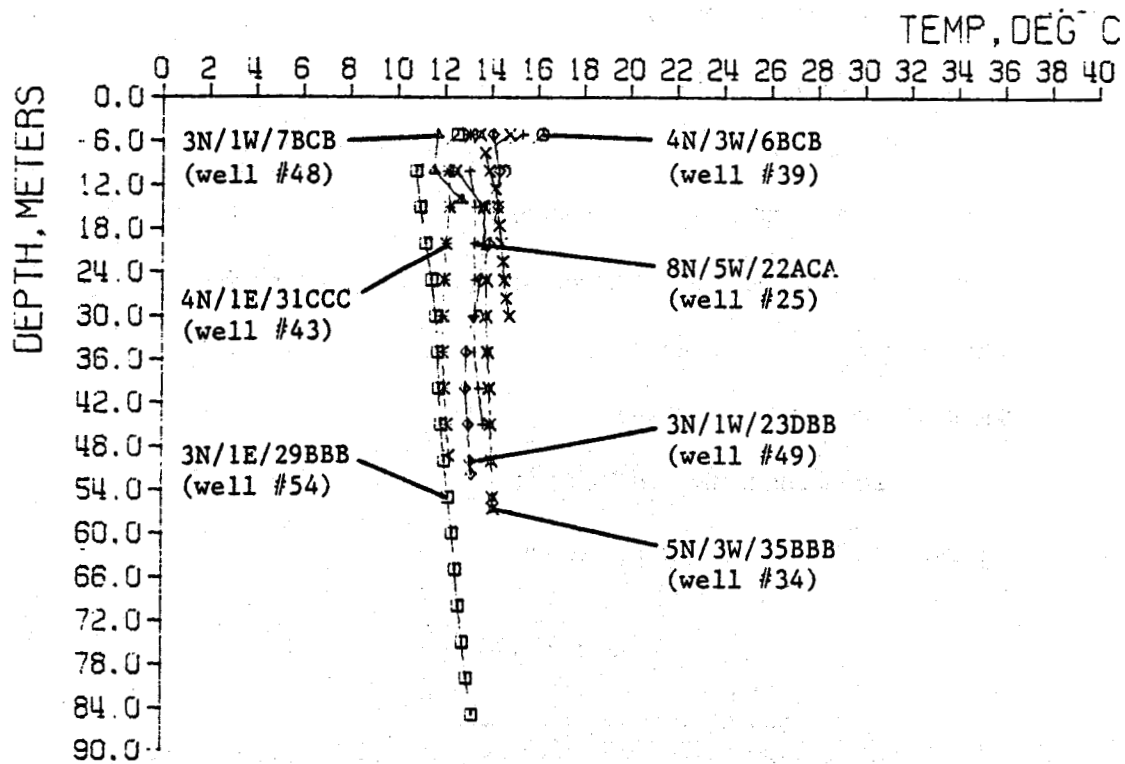 TEMP, DEG C
0 2 4 6 8 10 12 14 16 18 20 22 24 26 28 30 32 34 36 38 40
DEPTH, METERS
0.0
6.0
12.0
18.0
24.0
30.0
36.0
42.0
48.0
54.0
60.0
66.0
72.0
78.0
84.0
90.0
3N/1W/7BCB
(well #48)
4N/3W/6BCB
(well #39)
4N/1E/31CCC
(well #43)
8N/5W/22ACA
(well #25)
3N/1E/29BBB
(well #54)
3N/1W/23DBB
(well #49)
5N/3W/35BBB
(well #34)